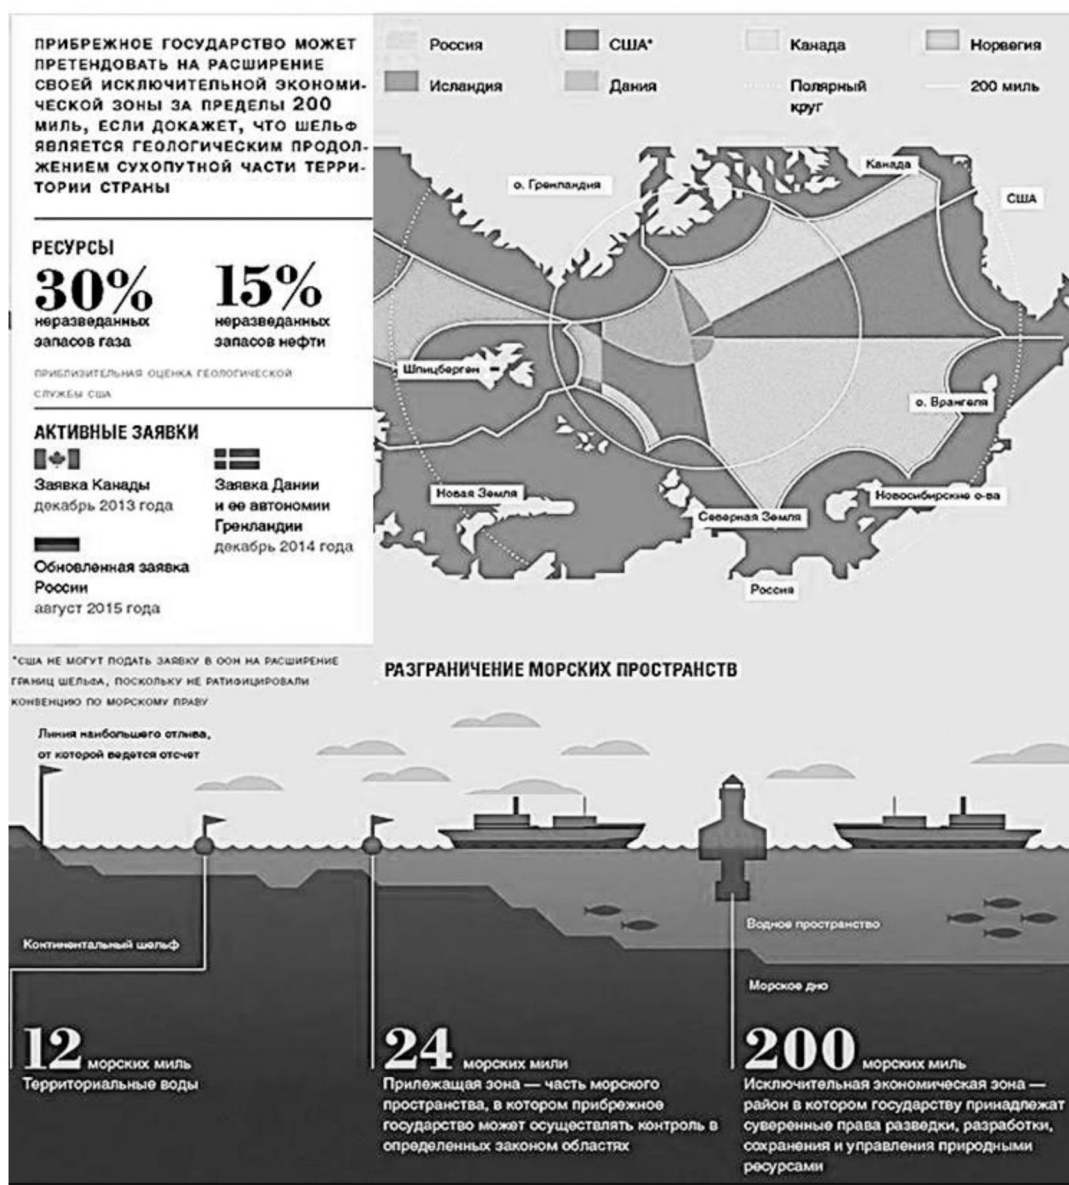 ПРИБРЕЖНОЕ ГОСУДАРСТВО МОЖЕТ
ПРЕТЕНДОВАТЬ НА РАСШИРЕНИЕ
СВОЕЙ ИСКЛЮЧИТЕЛЬНОЙ ЭКОНОМИ-
ЧЕСКОЙ ЗОНЫ ЗА ПРЕДЕЛЫ 200
МИЛЬ, ЕСЛИ ДОКАЖЕТ, ЧТО ШЕЛЬФ
ЯВЛЯЕТСЯ ГЕОЛОГИЧЕСКИМ ПРОДОЛ-
ЖЕНИЕМ СУХОПУТНОЙ ЧАСТИ ТЕРРИ-
ТОРИИ СТРАНЫ
РЕСУРСЫ
30%
неразведанных
запасов газа
15%
неразведанных
запасов нефти
ПРИБЛИЗИТЕЛЬНАЯ ОЦЕНКА ГЕОЛОГИЧЕСКОЙ
СЛУЖБЫ США
АКТИВНЫЕ ЗАЯВКИ
Заявка Канады
декабрь 2013 года
Заявка Дании
и ее автономии
Гренландии
декабрь 2014 года
Обновленная заявка
России
август 2015 года
*США НЕ МОГУТ ПОДАТЬ ЗАЯВКУ В ООН НА РАСШИРЕНИЕ
ГРАНИЦ ШЕЛЬФА, ПОСКОЛЬКУ НЕ РАТИФИЦИРОВАЛИ
КОНВЕНЦИЮ ПО МОРСКОМУ ПРАВУ
Россия
США*
Канада
Норвегия
Исландия
Дания
Полярный
круг
200 миль
о. Гренландия
Канада
США
Шпицберген
о. Врангеля
Новая Земля
Северная Земля
Новосибирские о-ва
Россия
РАЗГРАНИЧЕНИЕ МОРСКИХ ПРОСТРАНСТВ
Линия наибольшего отлива,
от которой ведется отсчет
Континентальный шельф
Водное пространство
Морское дно
12 морских миль
Территориальные воды
24 морских мили
Прилежащая зона — часть морского
пространства, в котором прибрежное
государство может осуществлять контроль в
определенных законом областях
200 морских миль
Исключительная экономическая зона —
район в котором государству принадлежат
суверенные права разведки, разработки,
сохранения и управления природными
ресурсами